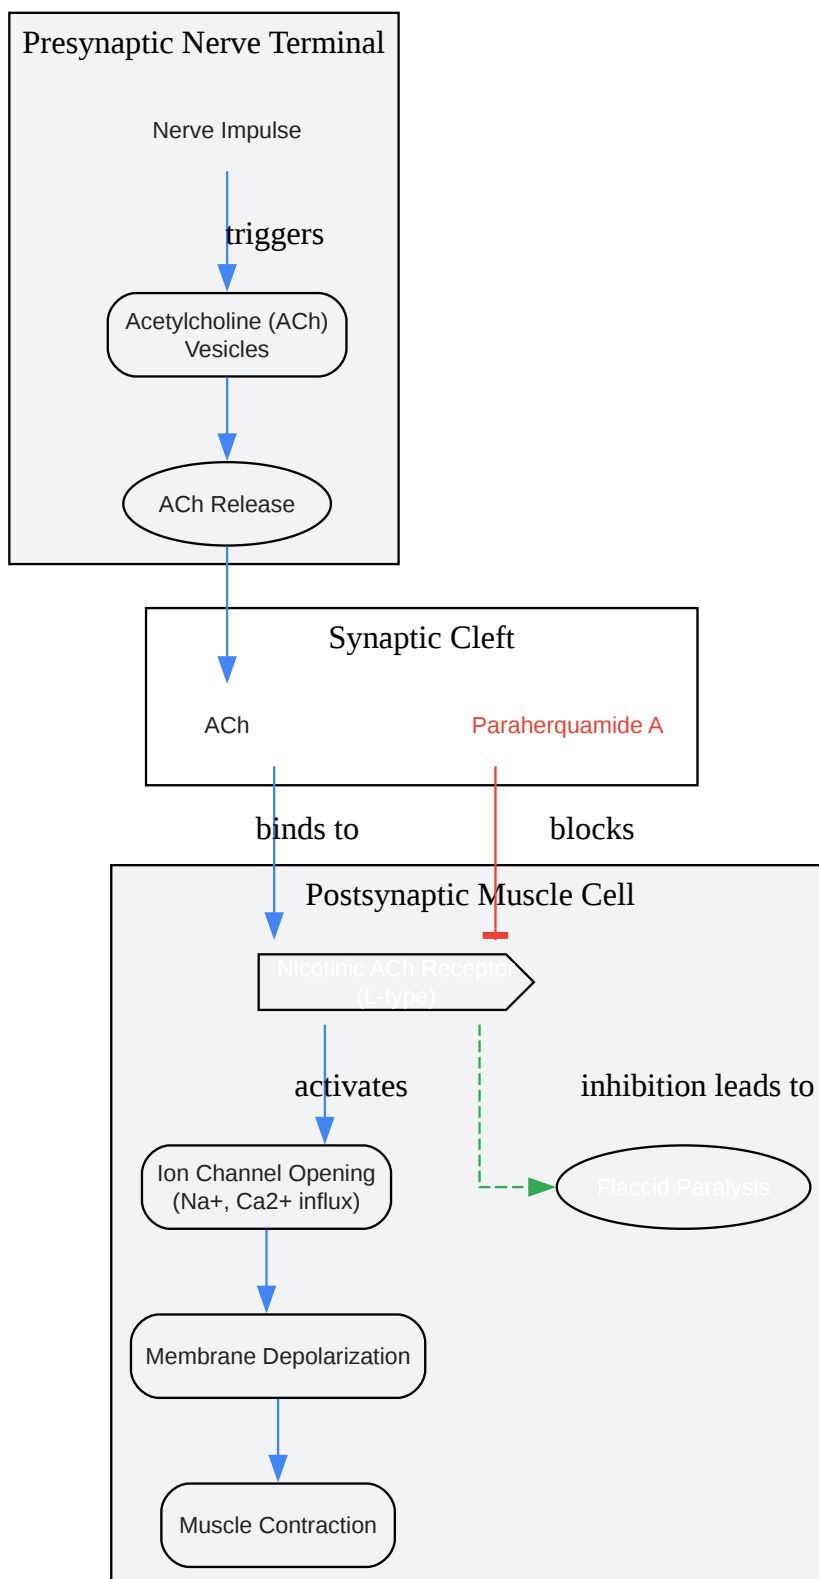 Presynaptic Nerve Terminal
Nerve Impulse
triggers
Acetylcholine (ACh)
Vesicles
ACh Release
Synaptic Cleft
ACh
Paraherquamide A
binds to
blocks
Postsynaptic Muscle Cell
Nicotinic ACh Receptor
(L-type)
activates
inhibition leads to
Ion Channel Opening
(Na+, Ca2+ influx)
Flaccid Paralysis
Membrane Depolarization
Muscle Contraction